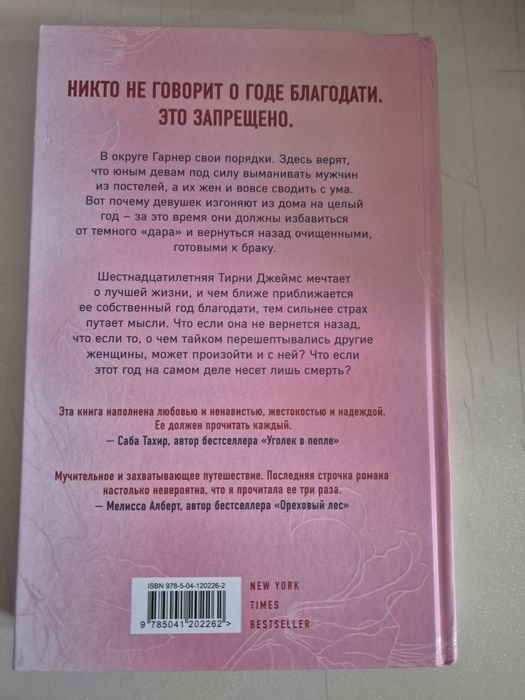 НИКТО НЕ ГОВОРИТ О ГОДЕ БЛАГОДАТИ.
ЭТО ЗАПРЕЩЕНО.
В округе Гарнер свои порядки. Здесь верят,
что юным девам под силу выманивать мужчин
из постелей, а их жен и вовсе сводить с ума.
Вот почему девушек изгоняют из дома на целый
год – за это время они должны избавиться
от темного «дара» и вернуться назад очищенными,
готовыми к браку.
Шестнадцатилетняя Тирни Джеймс мечтает
о лучшей жизни, и чем ближе приближается
ее собственный год благодати, тем сильнее страх
путает мысли. Что если она не вернется назад,
что если то, о чем тайком перешептывались другие
женщины, может произойти и с ней? Что если
этот год на самом деле несет лишь смерть?
Эта книга наполнена любовью и ненавистью, жестокостью и надеждой.
Ее должен прочитать каждый.
— Саба Тахир, автор бестселлера «Уголек в пепле»
Мучительное и захватывающее путешествие. Последняя строчка романа
настолько невероятна, что я прочитала ее три раза.
— Мелисса Алберт, автор бестселлера «Ореховый лес»
ISBN 978-5-04-120226-2
9 785041 202262 >
NEW YORK
TIMES
BESTSELLER